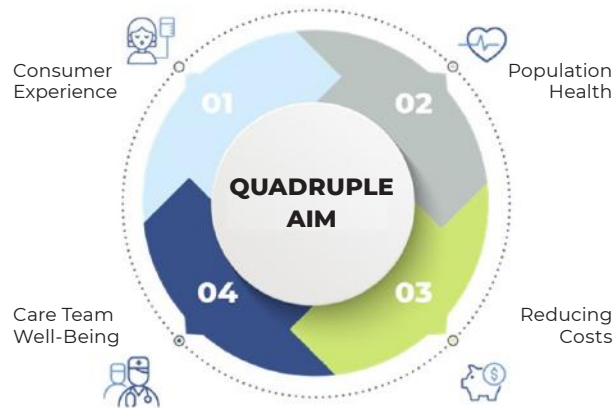 Consumer
Experience
01
02
Population
Health
QUADRUPLE
AIM
04
03
Care Team
Well-Being
Reducing
Costs
$